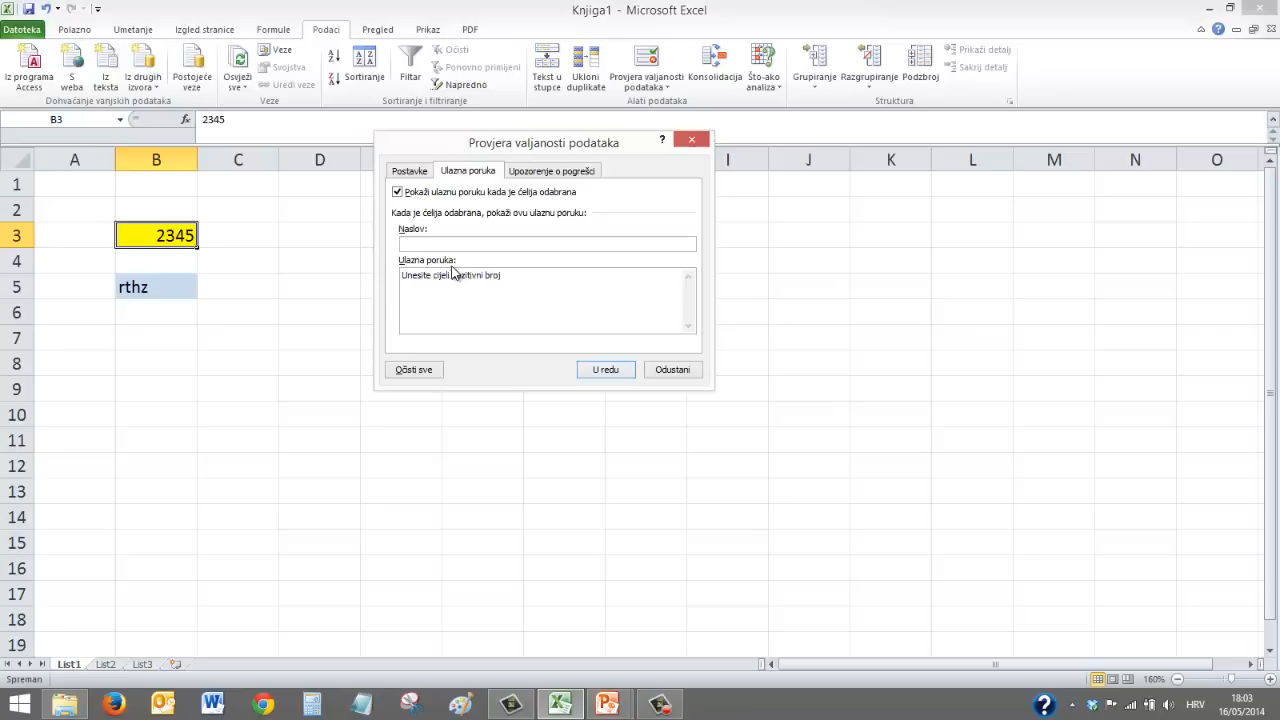 Knjiga1 - Microsoft Excel
Datoteka Polazno Umetanje Izgled stranice Formule Podaci Pregled Prikaz PDF
Iz programa Access
S weba
Iz teksta
Iz drugih izvora
Postojeće veze
Dohvaćanje vanjskih podataka
Osvježi sve
Veze
Svojstva
Uredi veze
Veze
Sortiranje
Filtar
Očisti
Ponovno primijeni
Napredno
Sortiranje i filtriranje
Tekst u stupce
Ukloni duplikate
Provjera valjanosti podataka
Konsolidacija
Što-ako analiza
Alati podataka
Grupiranje
Razgrupiranje
Podzbroj
Prikaži detalj
Sakrij detalj
Struktura
B3 fx 2345
A B C D I J K L M N O
1
2
3 2345
4
5 rthz
6
7
8
9
10
11
12
13
14
15
16
17
18
19
Provjera valjanosti podataka
Postavke Ulazna poruka Upozorenje o pogrešci
Pokaži ulaznu poruku kada je ćelija odabrana
Kada je ćelija odabrana, pokaži ovu ulaznu poruku:
Naslov:
Ulazna poruka:
Unesite cijeli broj
Očisti sve U redu Odustani
List1 List2 List3
Spreman 160%
HRV 18:03
16/05/2014